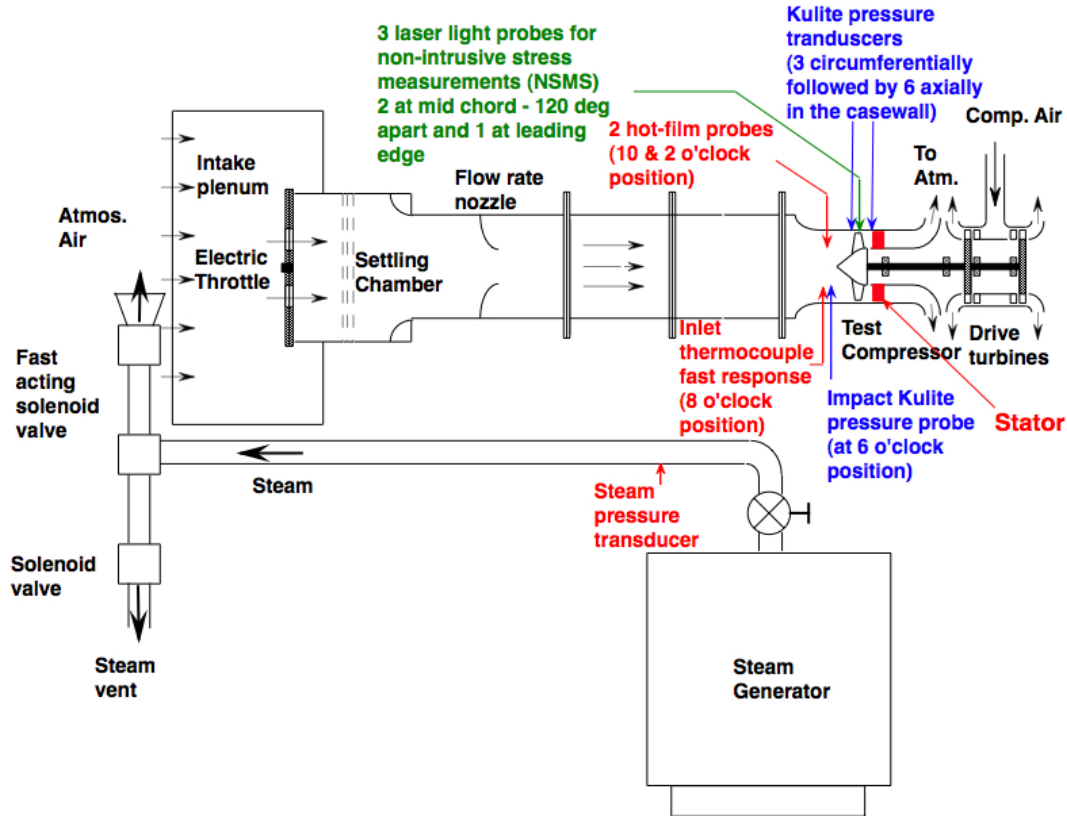 3 laser light probes for
non-intrusive stress
measurements (NSMS)
2 at mid chord - 120 deg
apart and 1 at leading
edge
Kulite pressure
tranduscers
(3 circumferentially
followed by 6 axially
in the casewall)
Comp. Air
2 hot-film probes
(10 & 2 o'clock
position)
To
Atm.
Intake
plenum
Flow rate
nozzle
Atmos.
Air
Electric
Throttle
Settling
Chamber
Fast
acting
solenoid
valve
Inlet
thermocouple
fast response
(8 o'clock
position)
Test
Compressor
Drive
turbines
Impact Kulite
pressure probe
(at 6 o'clock
position)
Stator
Steam
Steam
pressure
transducer
Solenoid
valve
Steam
vent
Steam
Generator